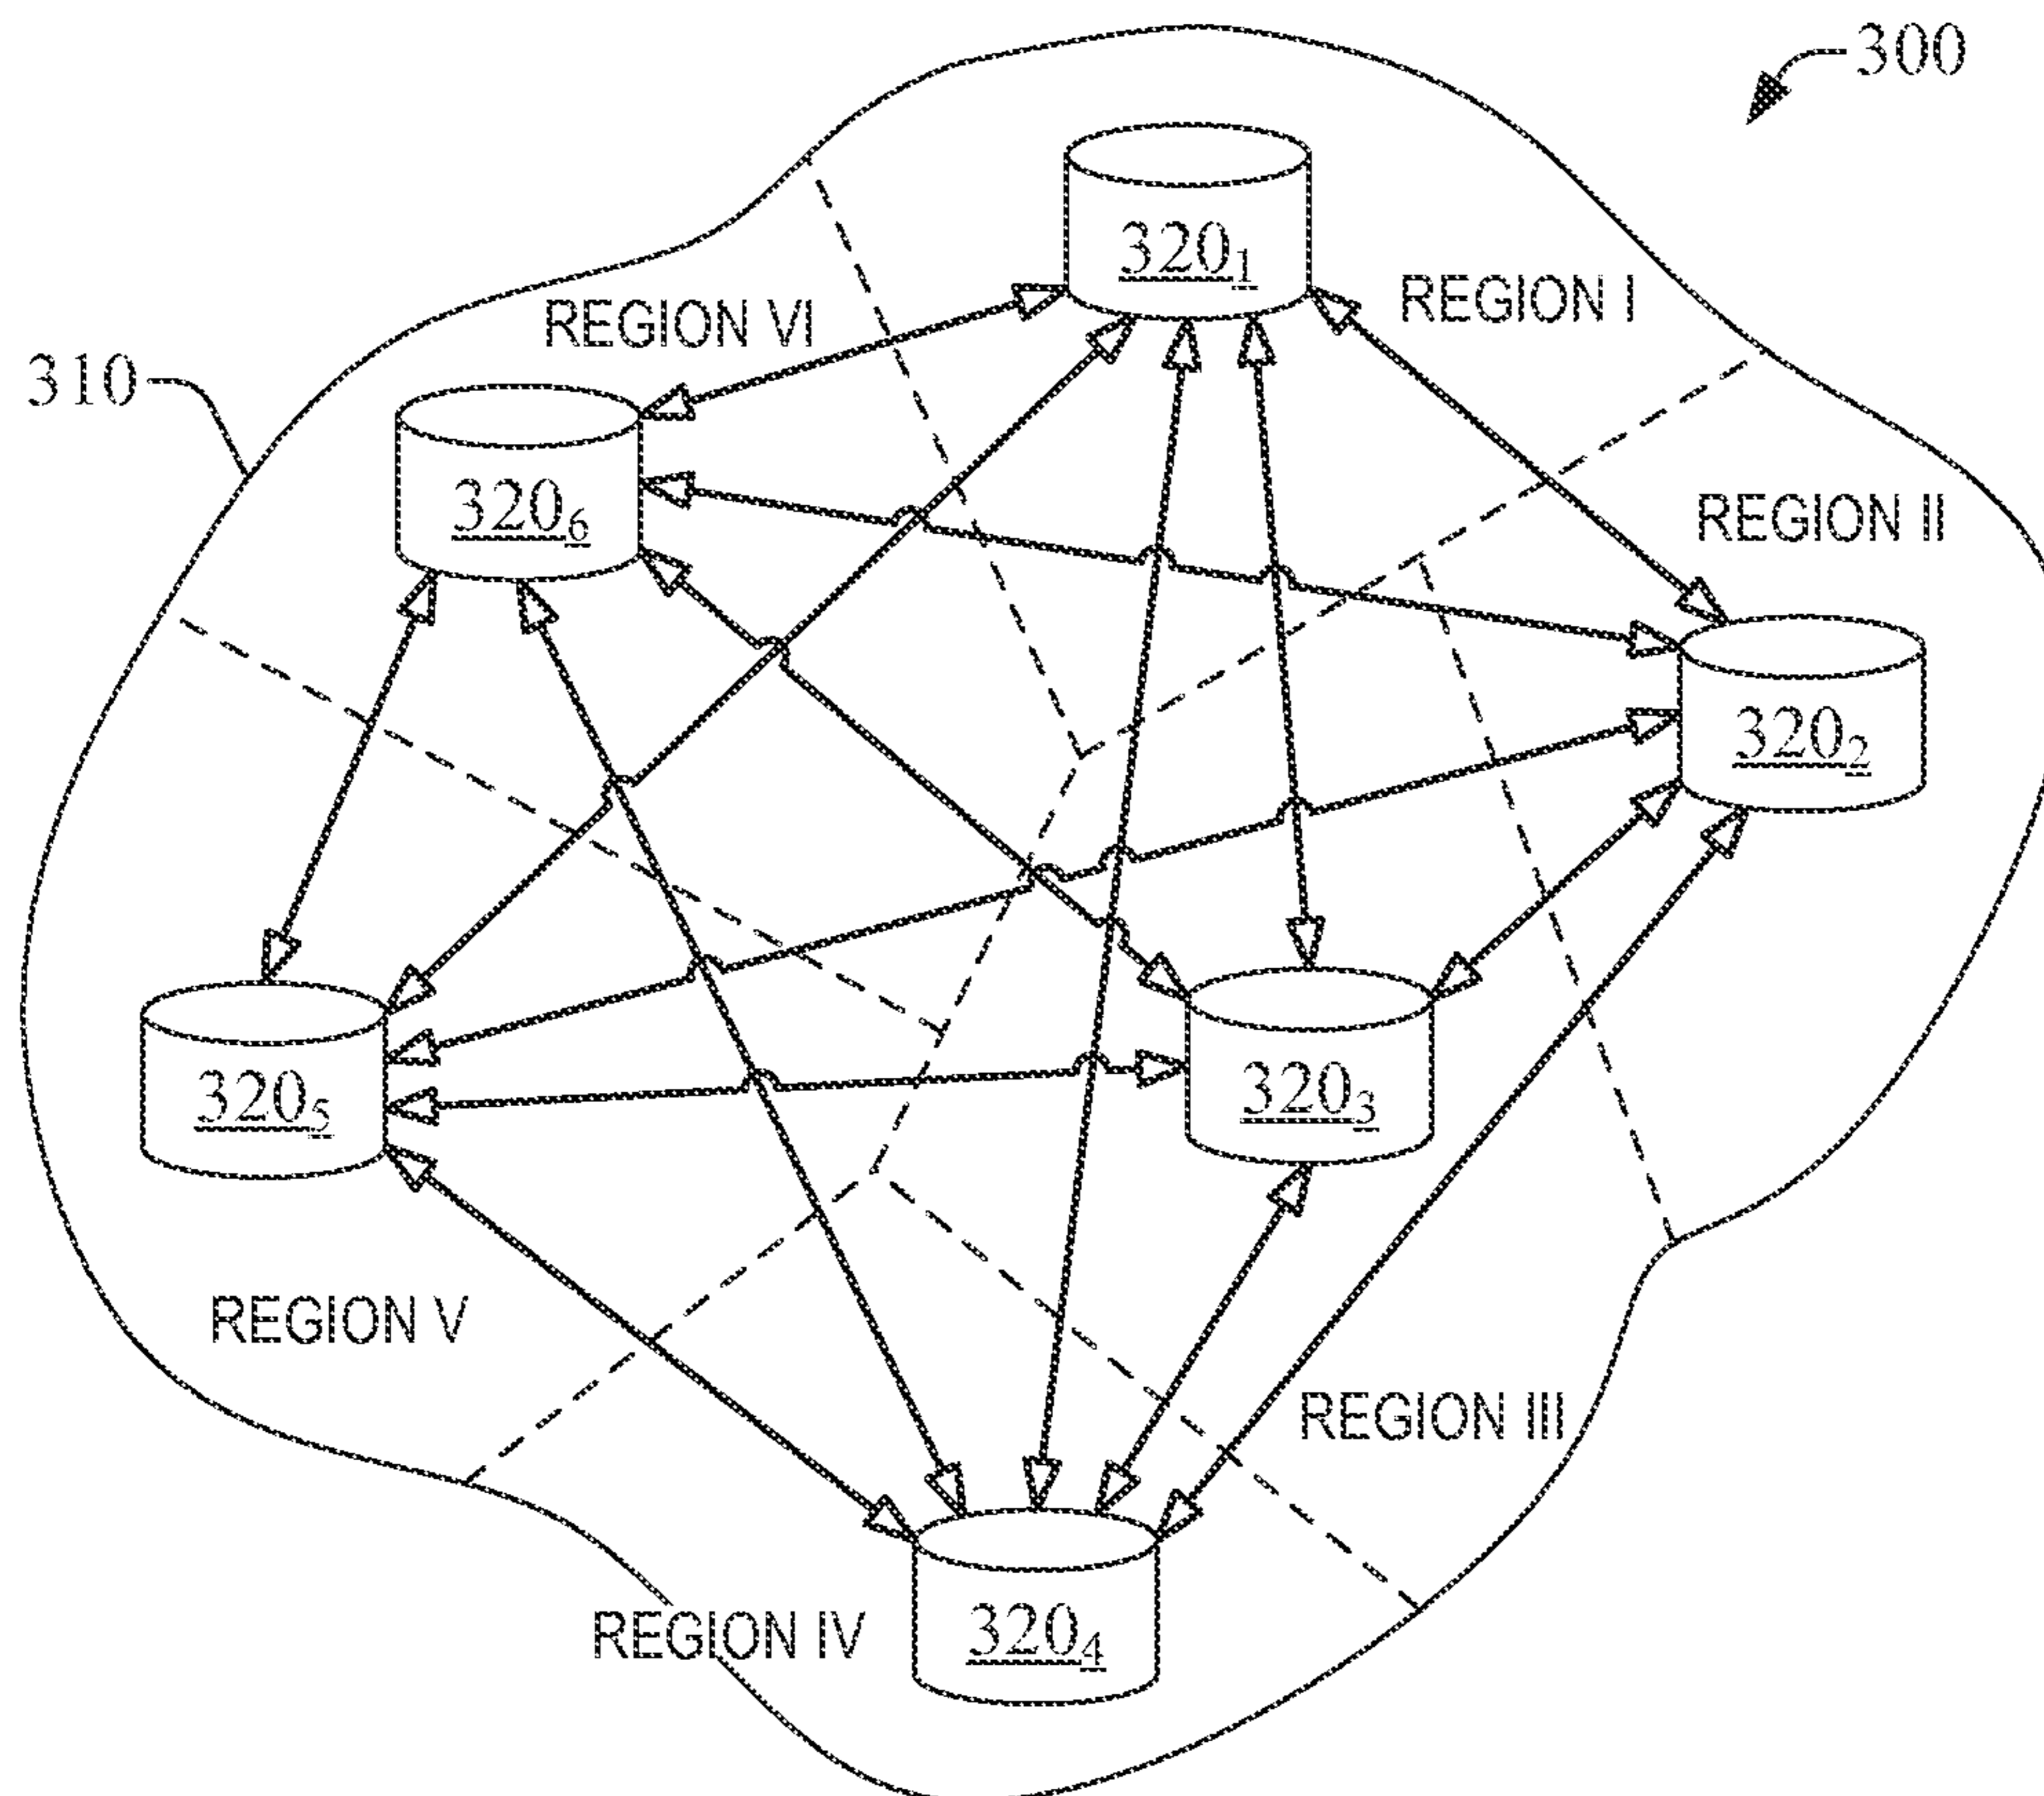 300
320₁
REGION I
REGION VI
310
320₆
REGION II
320₂
320₅
320₃
REGION V
REGION III
REGION IV
320₄